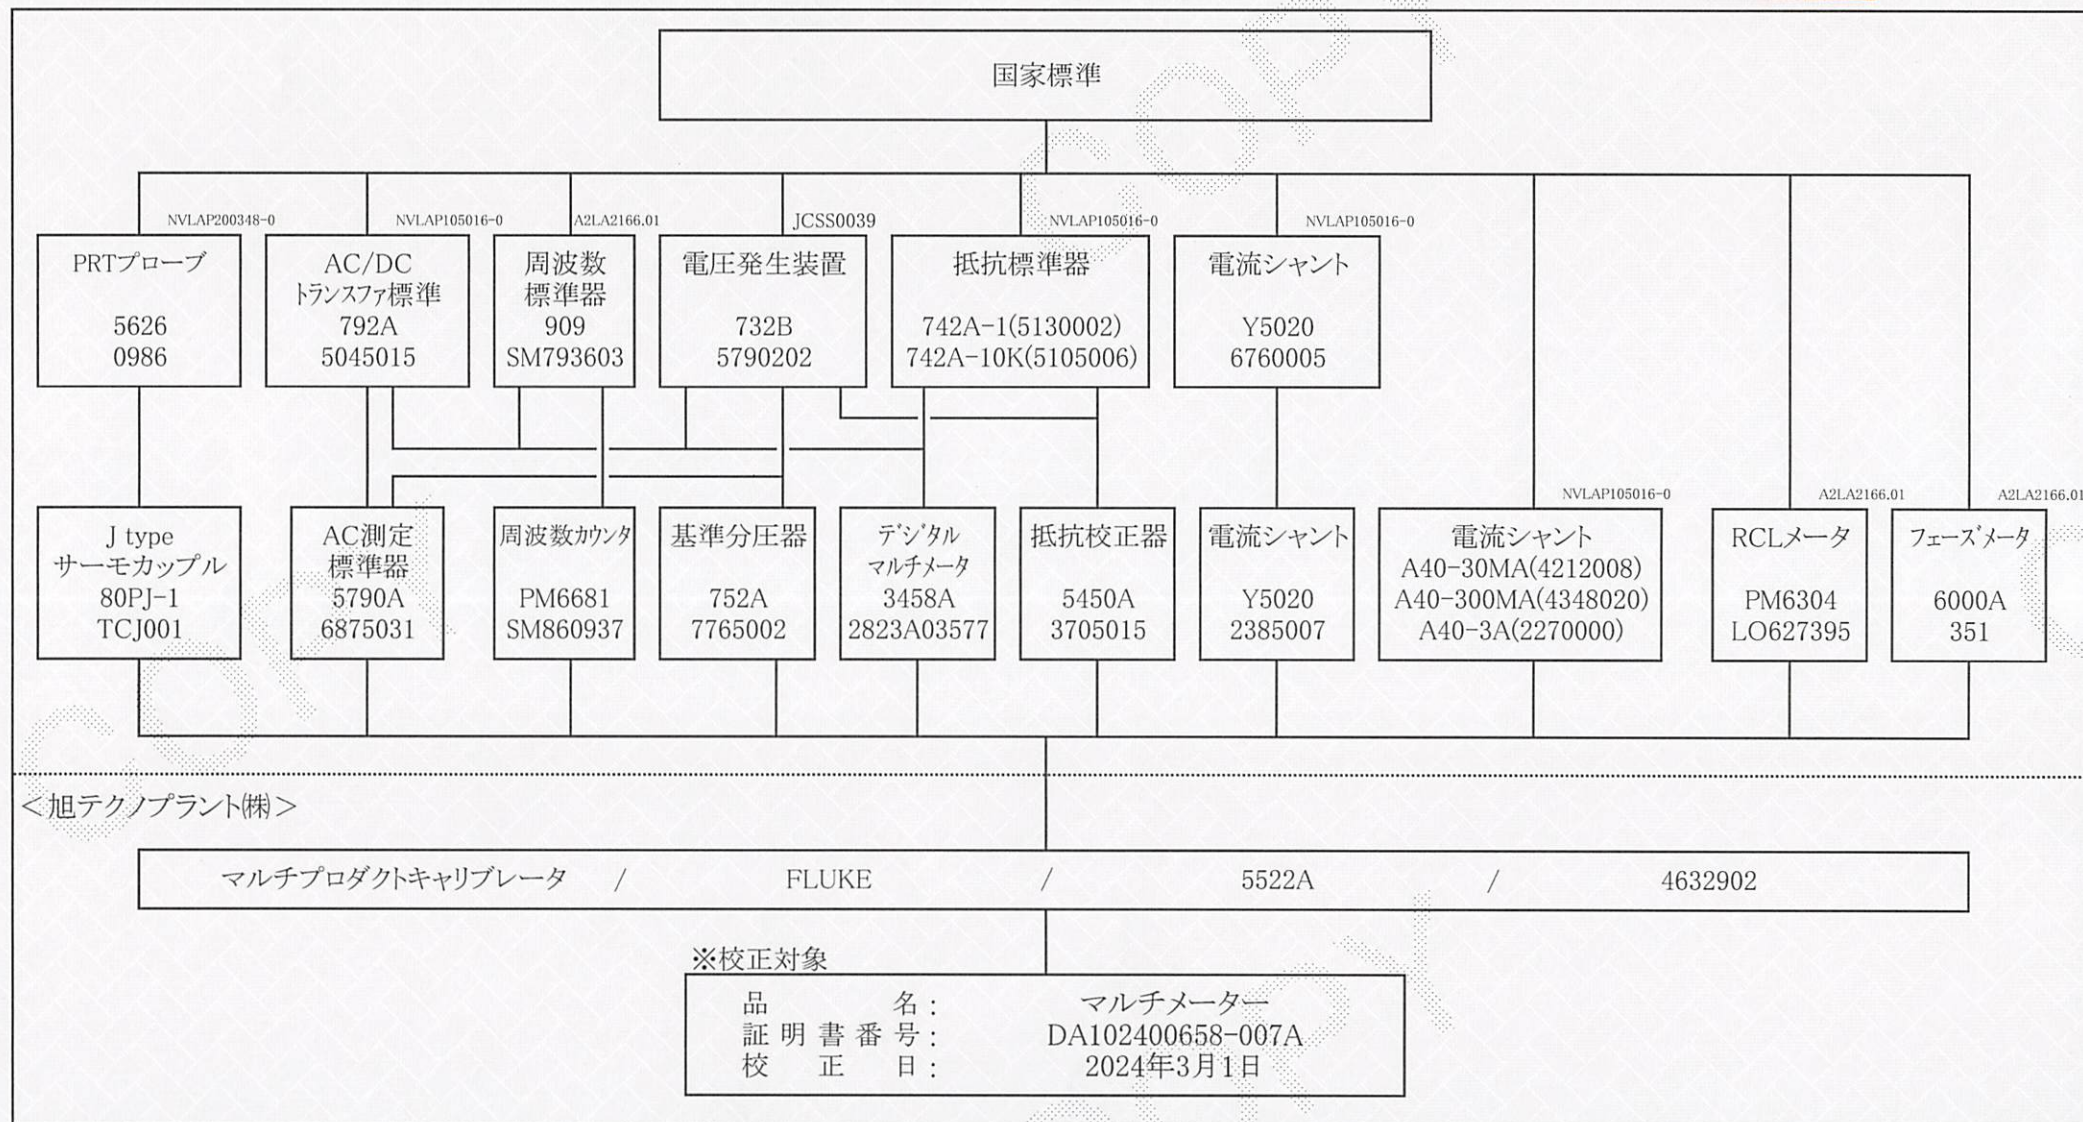 国家標準
NVLAP200348-0
NVLAP105016-0
A2LA2166.01
JCSS0039
NVLAP105016-0
NVLAP105016-0
PRTプローブ
5626
0986
AC/DC
トランスファ標準
792A
5045015
周波数
標準器
909
SM793603
電圧発生装置
732B
5790202
抵抗標準器
742A-1(5130002)
742A-10K(5105006)
電流シャント
Y5020
6760005
NVLAP105016-0
A2LA2166.01
A2LA2166.01
J type
サーモカップル
80PJ-1
TCJ001
AC測定
標準器
5790A
6875031
周波数カウンタ
PM6681
SM860937
基準分圧器
752A
7765002
デジタル
マルチメータ
3458A
2823A03577
抵抗校正器
5450A
3705015
電流シャント
Y5020
2385007
電流シャント
A40-30MA(4212008)
A40-300MA(4348020)
A40-3A(2270000)
RCLメータ
PM6304
LO627395
フェーズメータ
6000A
351
<旭テクノプラント㈱>
マルチプロダクトキャリブレータ / FLUKE / 5522A / 4632902
※校正対象
品名: マルチメーター
証明書番号: DA102400658-007A
校正日: 2024年3月1日
COPY
COPY
COPY